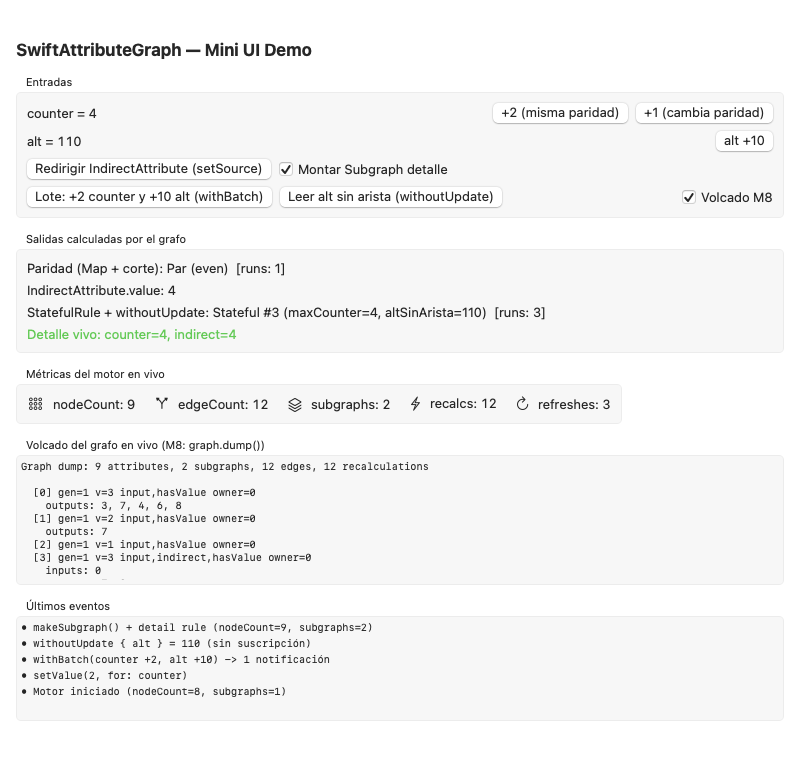 SwiftAttributeGraph — Mini UI Demo
Entradas
counter = 4
+2 (misma paridad)
+1 (cambia paridad)
alt = 110
alt +10
Redirigir IndirectAttribute (setSource)
Montar Subgraph detalle
Lote: +2 counter y +10 alt (withBatch)
Leer alt sin arista (withoutUpdate)
Volcado M8
Salidas calculadas por el grafo
Paridad (Map + corte): Par (even) [runs: 1]
IndirectAttribute.value: 4
StatefulRule + withoutUpdate: Stateful #3 (maxCounter=4, altSinArista=110) [runs: 3]
Detalle vivo: counter=4, indirect=4
Métricas del motor en vivo
nodeCount: 9
edgeCount: 12
subgraphs: 2
recalcs: 12
refreshes: 3
Volcado del grafo en vivo (M8: graph.dump())
Graph dump: 9 attributes, 2 subgraphs, 12 edges, 12 recalculations
[0] gen=1 v=3 input,hasValue owner=0
outputs: 3, 7, 4, 6, 8
[1] gen=1 v=2 input,hasValue owner=0
outputs: 7
[2] gen=1 v=1 input,hasValue owner=0
[3] gen=1 v=3 input,indirect,hasValue owner=0
inputs: 0
Últimos eventos
• makeSubgraph() + detail rule (nodeCount=9, subgraphs=2)
• withoutUpdate { alt } = 110 (sin suscripción)
• withBatch(counter +2, alt +10) -> 1 notificación
• setValue(2, for: counter)
• Motor iniciado (nodeCount=8, subgraphs=1)